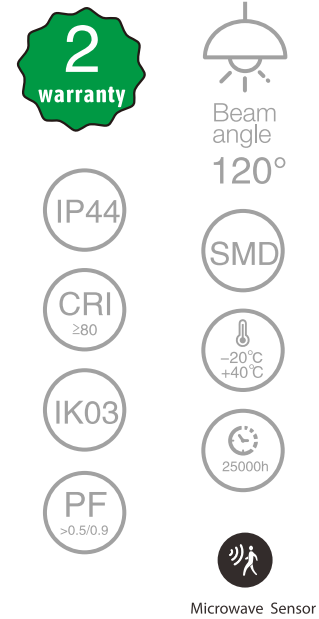 2
warranty
Beam
angle
120°
IP44
SMD
CRI
≥80
−20°C
+40°C
IK03
25000h
PF
>0.5/0.9
Microwave Sensor